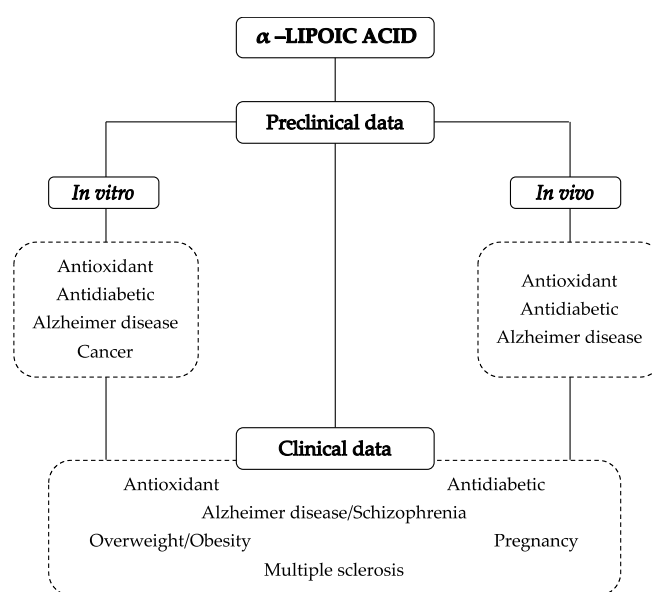 α –LIPOIC ACID
Preclinical data
In vitro
In vivo
Antioxidant
Antidiabetic
Alzheimer disease
Cancer
Antioxidant
Antidiabetic
Alzheimer disease
Clinical data
Antioxidant Antidiabetic
Alzheimer disease/Schizophrenia
Overweight/Obesity Pregnancy
Multiple sclerosis